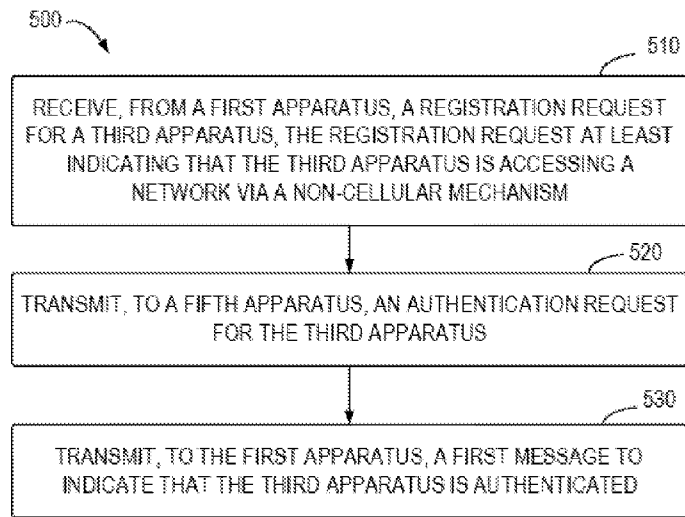 500
510
RECEIVE, FROM A FIRST APPARATUS, A REGISTRATION REQUEST
FOR A THIRD APPARATUS, THE REGISTRATION REQUEST AT LEAST
INDICATING THAT THE THIRD APPARATUS IS ACCESSING A
NETWORK VIA A NON-CELLULAR MECHANISM
520
TRANSMIT, TO A FIFTH APPARATUS, AN AUTHENTICATION REQUEST
FOR THE THIRD APPARATUS
530
TRANSMIT, TO THE FIRST APPARATUS, A FIRST MESSAGE TO
INDICATE THAT THE THIRD APPARATUS IS AUTHENTICATED